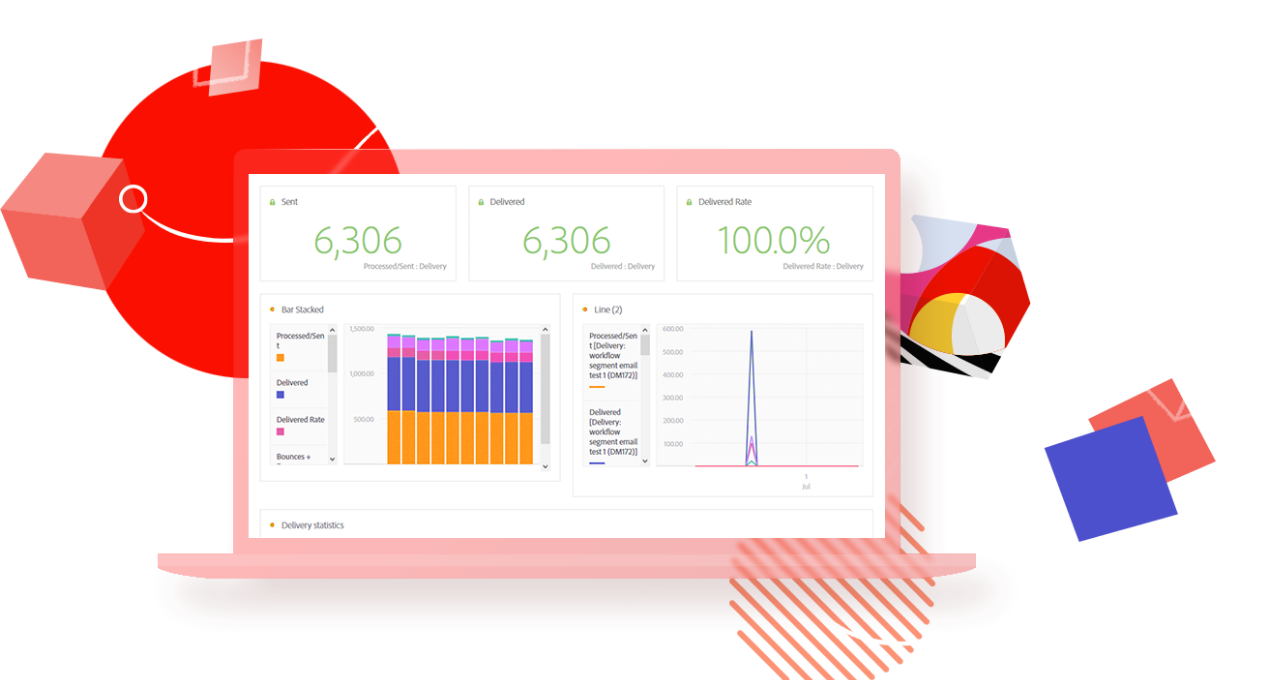 Sent
6,306
Processed/Sent : Delivery
Delivered
6,306
Delivered : Delivery
Delivered Rate
100.0%
Delivered Rate : Delivery
Bar Stacked
Processed/Sen
t
Delivered
Delivered Rate
Bounces +
1,500.00
1,000.00
500.00
Line (2)
Processed/Sen
t [Delivery:
workflow
segment email
test 1 (DM172)]
Delivered
[Delivery:
workflow
segment email
test 1 (DM172)]
600.00
500.00
400.00
300.00
200.00
100.00
1
Jul
Delivery statistics